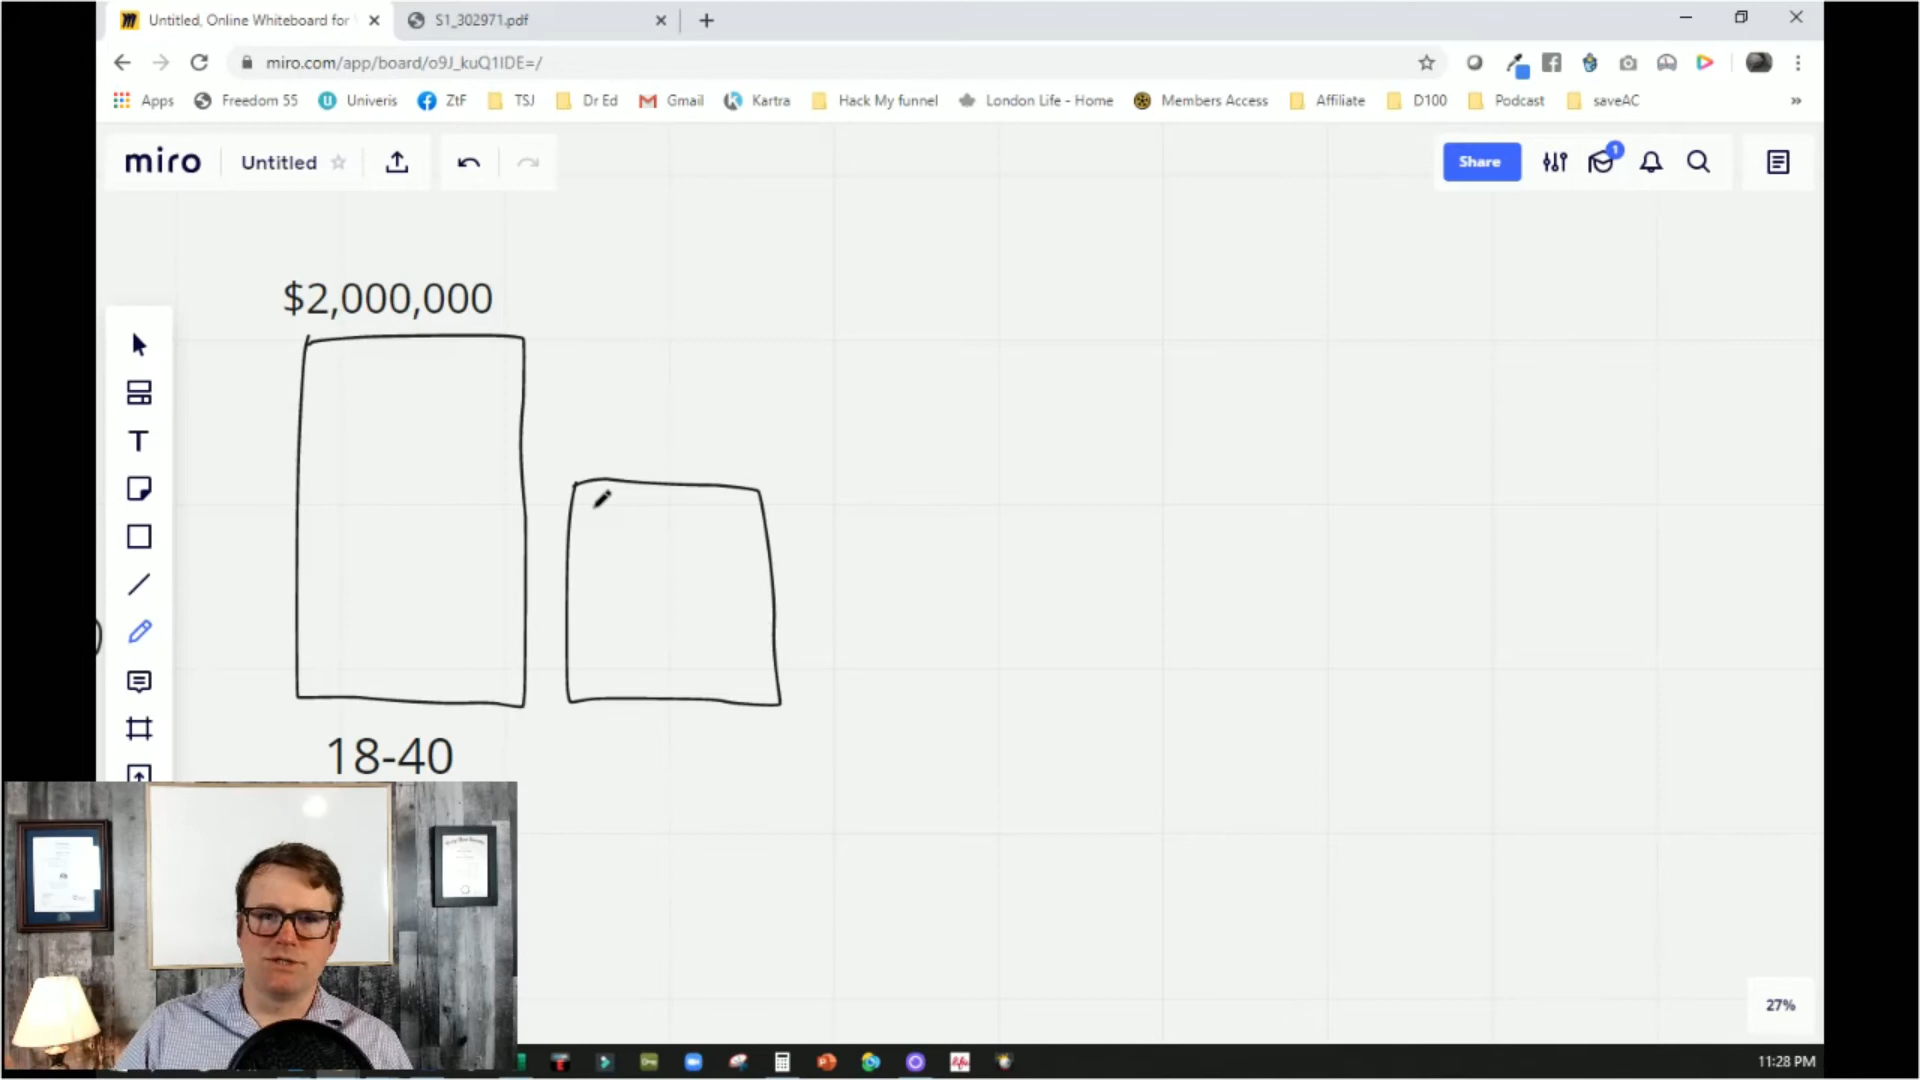 Untitled, Online Whiteboard for
S1_302971.pdf
miro.com/app/board/o9J_kuQ1IDE=/
Apps Freedom 55 Univeris ZtF TSJ Dr Ed Gmail Kartra Hack My funnel London Life - Home Members Access Affiliate D100 Podcast saveAC »
miro Untitled Share 1
$2,000,000
T
18-40
27%
11:28 PM